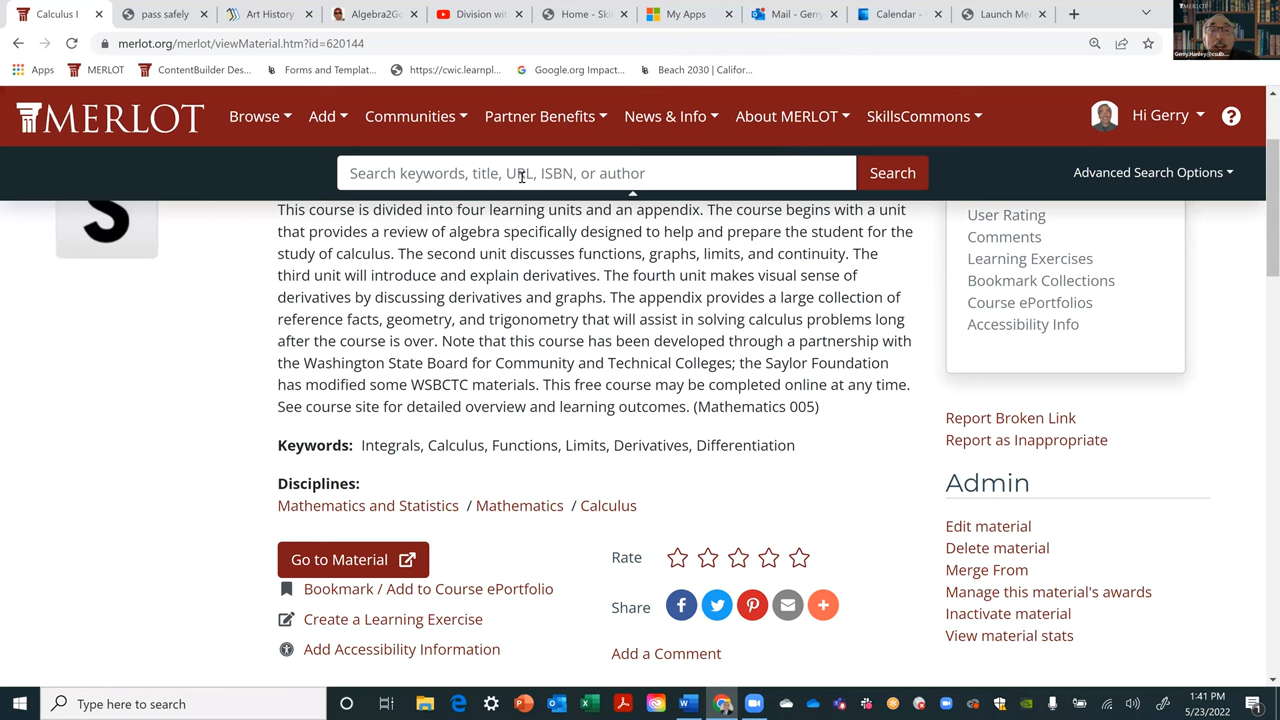 Calculus I
pass safely
Art History
Algebra2Go
Division wi
Home - Skil
My Apps
Mail - Gerry
Calendar -
Launch Me
merlot.org/merlot/viewMaterial.htm?id=620144
Apps
MERLOT
ContentBuilder Des...
Forms and Templat...
https://cwic.learnpl...
Google.org Impact...
Beach 2030 | Califor...
MERLOT
Gerry.Hanley@csulb....
MERLOT
Browse
Add
Communities
Partner Benefits
News & Info
About MERLOT
SkillsCommons
Hi Gerry
?
Search keywords, title, URL, ISBN, or author
Search
Advanced Search Options
S
This course is divided into four learning units and an appendix. The course begins with a unit
that provides a review of algebra specifically designed to help and prepare the student for the
study of calculus. The second unit discusses functions, graphs, limits, and continuity. The
third unit will introduce and explain derivatives. The fourth unit makes visual sense of
derivatives by discussing derivatives and graphs. The appendix provides a large collection of
reference facts, geometry, and trigonometry that will assist in solving calculus problems long
after the course is over. Note that this course has been developed through a partnership with
the Washington State Board for Community and Technical Colleges; the Saylor Foundation
has modified some WSBCTC materials. This free course may be completed online at any time.
See course site for detailed overview and learning outcomes. (Mathematics 005)
Keywords: Integrals, Calculus, Functions, Limits, Derivatives, Differentiation
Disciplines:
Mathematics and Statistics / Mathematics / Calculus
Go to Material
Bookmark / Add to Course ePortfolio
Create a Learning Exercise
Add Accessibility Information
Rate
Share
Add a Comment
User Rating
Comments
Learning Exercises
Bookmark Collections
Course ePortfolios
Accessibility Info
Report Broken Link
Report as Inappropriate
Admin
Edit material
Delete material
Merge From
Manage this material's awards
Inactivate material
View material stats
Type here to search
1:41 PM
5/23/2022